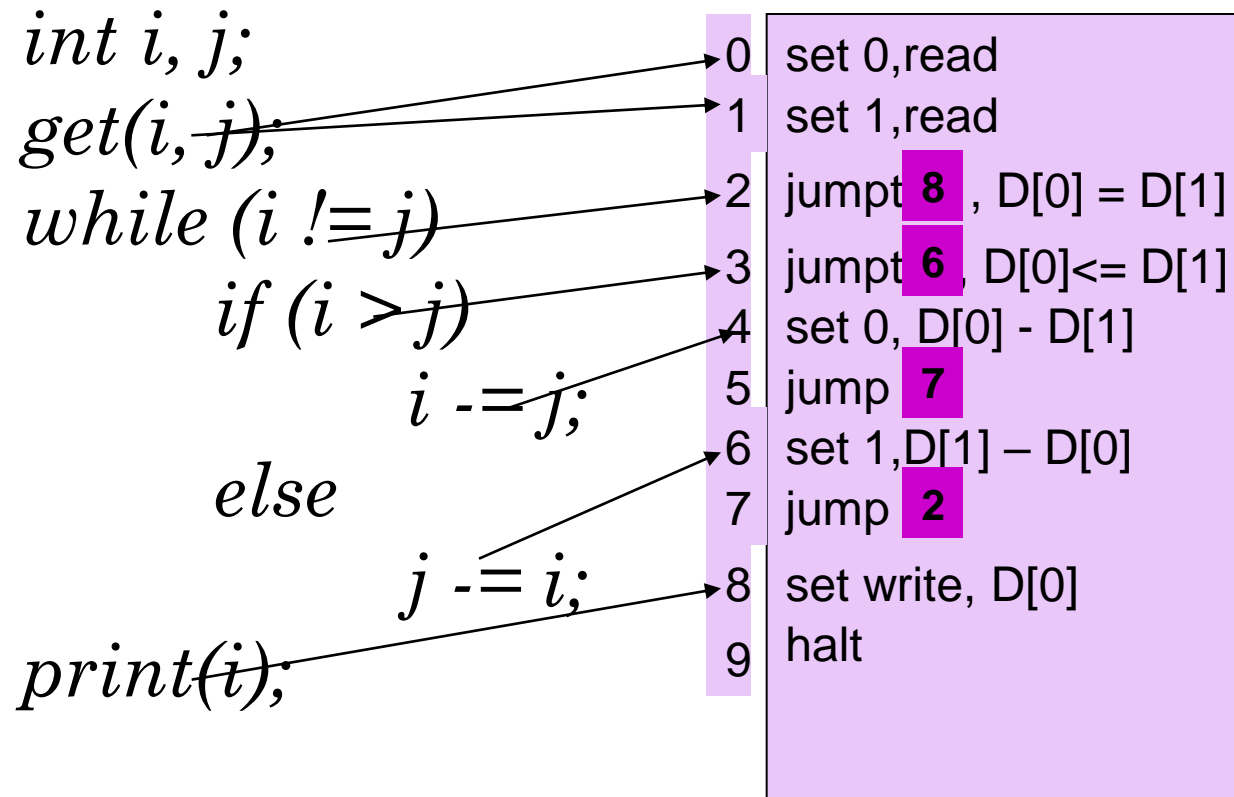 int i, j;
get(i, j);
while (i != j)
if (i > j)
i -= j;
else
j -= i;
print(i);
0 set 0,read
1 set 1,read
2 jumpt 8 , D[0] = D[1]
3 jumpt 6 , D[0]<= D[1]
4 set 0, D[0] - D[1]
5 jump 7
6 set 1,D[1] – D[0]
7 jump 2
8 set write, D[0]
9 halt